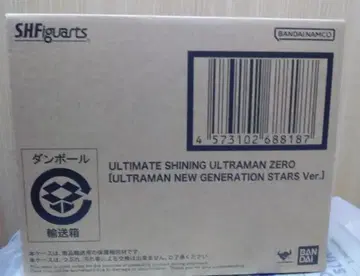 S.H.Figuarts
BANDAI NAMCO
4 573102 688187
ダンボール
輸送箱
ULTIMATE SHINING ULTRAMAN ZERO
[ULTRAMAN NEW GENERATION STARS Ver.]
BANDAI